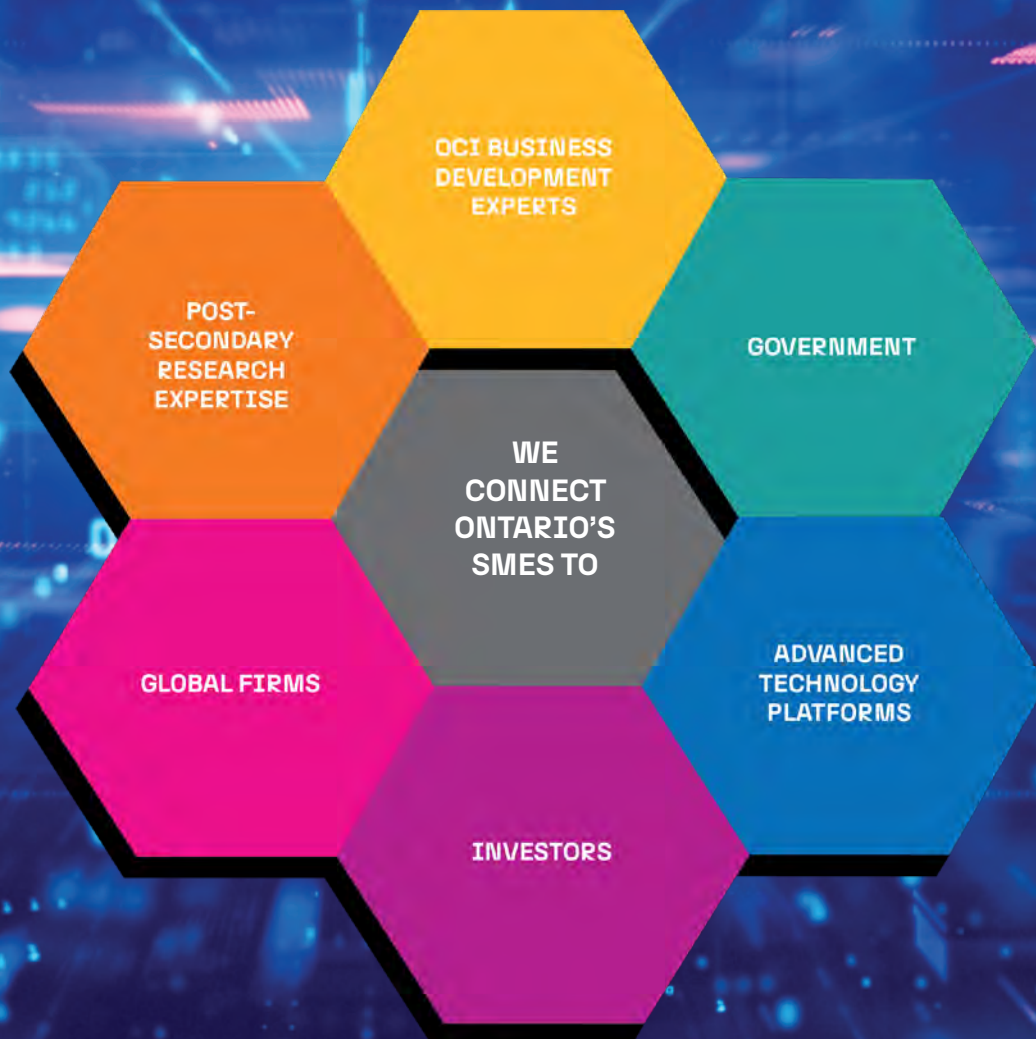 OCI BUSINESS
DEVELOPMENT
EXPERTS
POST-
SECONDARY
RESEARCH
EXPERTISE
GOVERNMENT
WE
CONNECT
ONTARIO’S
SMES TO
GLOBAL FIRMS
ADVANCED
TECHNOLOGY
PLATFORMS
INVESTORS